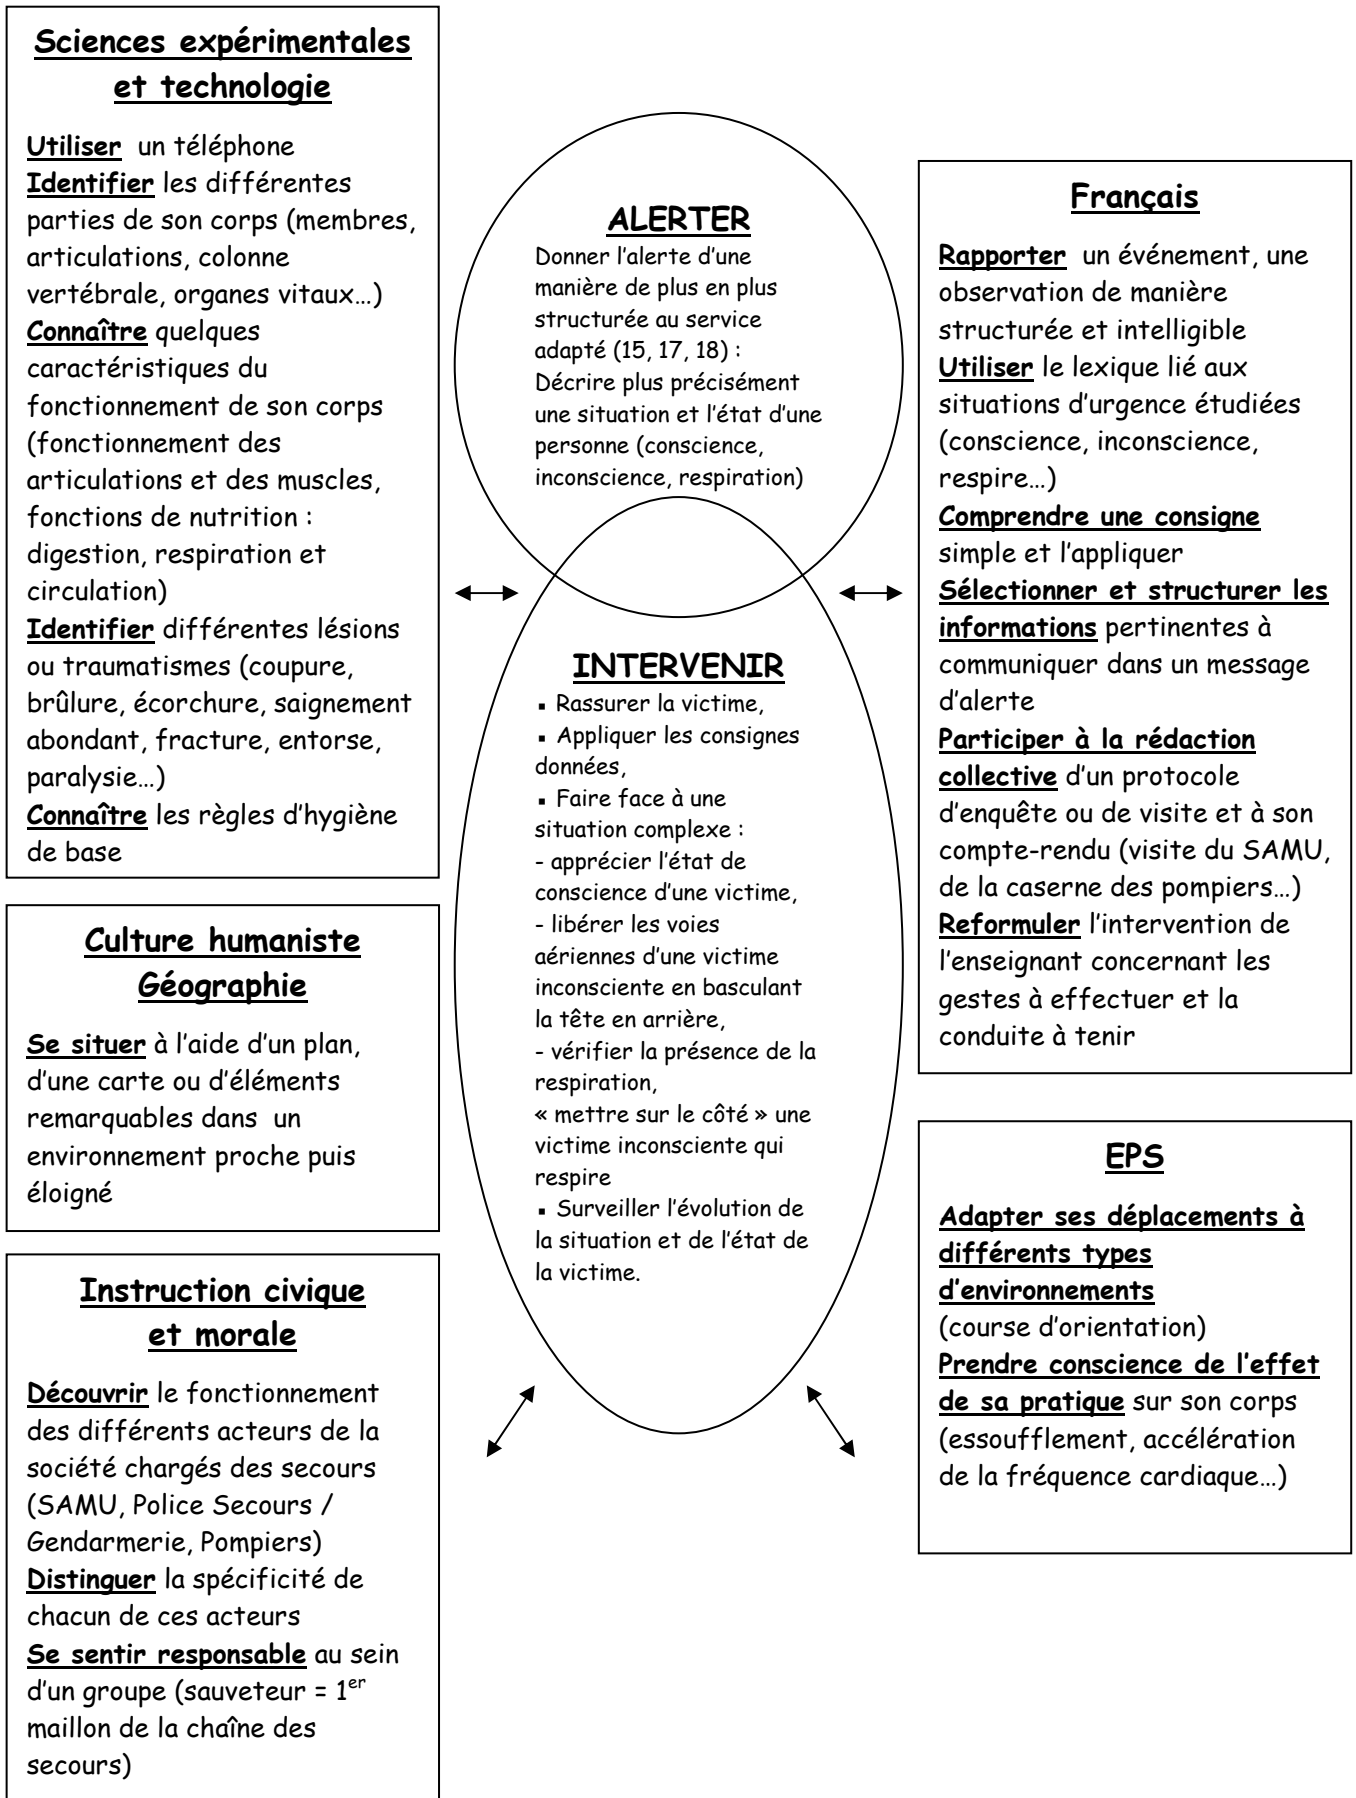 Sciences expérimentales
et technologie
Utiliser un téléphone
Identifier les différentes
parties de son corps (membres,
articulations, colonne
vertébrale, organes vitaux…)
Connaître quelques
caractéristiques du
fonctionnement de son corps
(fonctionnement des
articulations et des muscles,
fonctions de nutrition :
digestion, respiration et
circulation)
Identifier différentes lésions
ou traumatismes (coupure,
brûlure, écorchure, saignement
abondant, fracture, entorse,
paralysie…)
Connaître les règles d'hygiène
de base
Culture humaniste
Géographie
Se situer à l'aide d'un plan,
d'une carte ou d'éléments
remarquables dans un
environnement proche puis
éloigné
Instruction civique
et morale
Découvrir le fonctionnement
des différents acteurs de la
société chargés des secours
(SAMU, Police Secours /
Gendarmerie, Pompiers)
Distinguer la spécificité de
chacun de ces acteurs
Se sentir responsable au sein
d'un groupe (sauveteur = 1er
maillon de la chaîne des
secours)
ALERTER
Donner l'alerte d'une
manière de plus en plus
structurée au service
adapté (15, 17, 18) :
Décrire plus précisément
une situation et l'état d'une
personne (conscience,
inconscience, respiration)
INTERVENIR
▪ Rassurer la victime,
▪ Appliquer les consignes
données,
▪ Faire face à une
situation complexe :
- apprécier l'état de
conscience d'une victime,
- libérer les voies
aériennes d'une victime
inconsciente en basculant
la tête en arrière,
- vérifier la présence de la
respiration,
« mettre sur le côté » une
victime inconsciente qui
respire
▪ Surveiller l'évolution de
la situation et de l'état de
la victime.
Français
Rapporter un événement, une
observation de manière
structurée et intelligible
Utiliser le lexique lié aux
situations d'urgence étudiées
(conscience, inconscience,
respire…)
Comprendre une consigne
simple et l'appliquer
Sélectionner et structurer les
informations pertinentes à
communiquer dans un message
d'alerte
Participer à la rédaction
collective d'un protocole
d'enquête ou de visite et à son
compte-rendu (visite du SAMU,
de la caserne des pompiers…)
Reformuler l'intervention de
l'enseignant concernant les
gestes à effectuer et la
conduite à tenir
EPS
Adapter ses déplacements à
différents types
d'environnements
(course d'orientation)
Prendre conscience de l'effet
de sa pratique sur son corps
(essoufflement, accélération
de la fréquence cardiaque…)